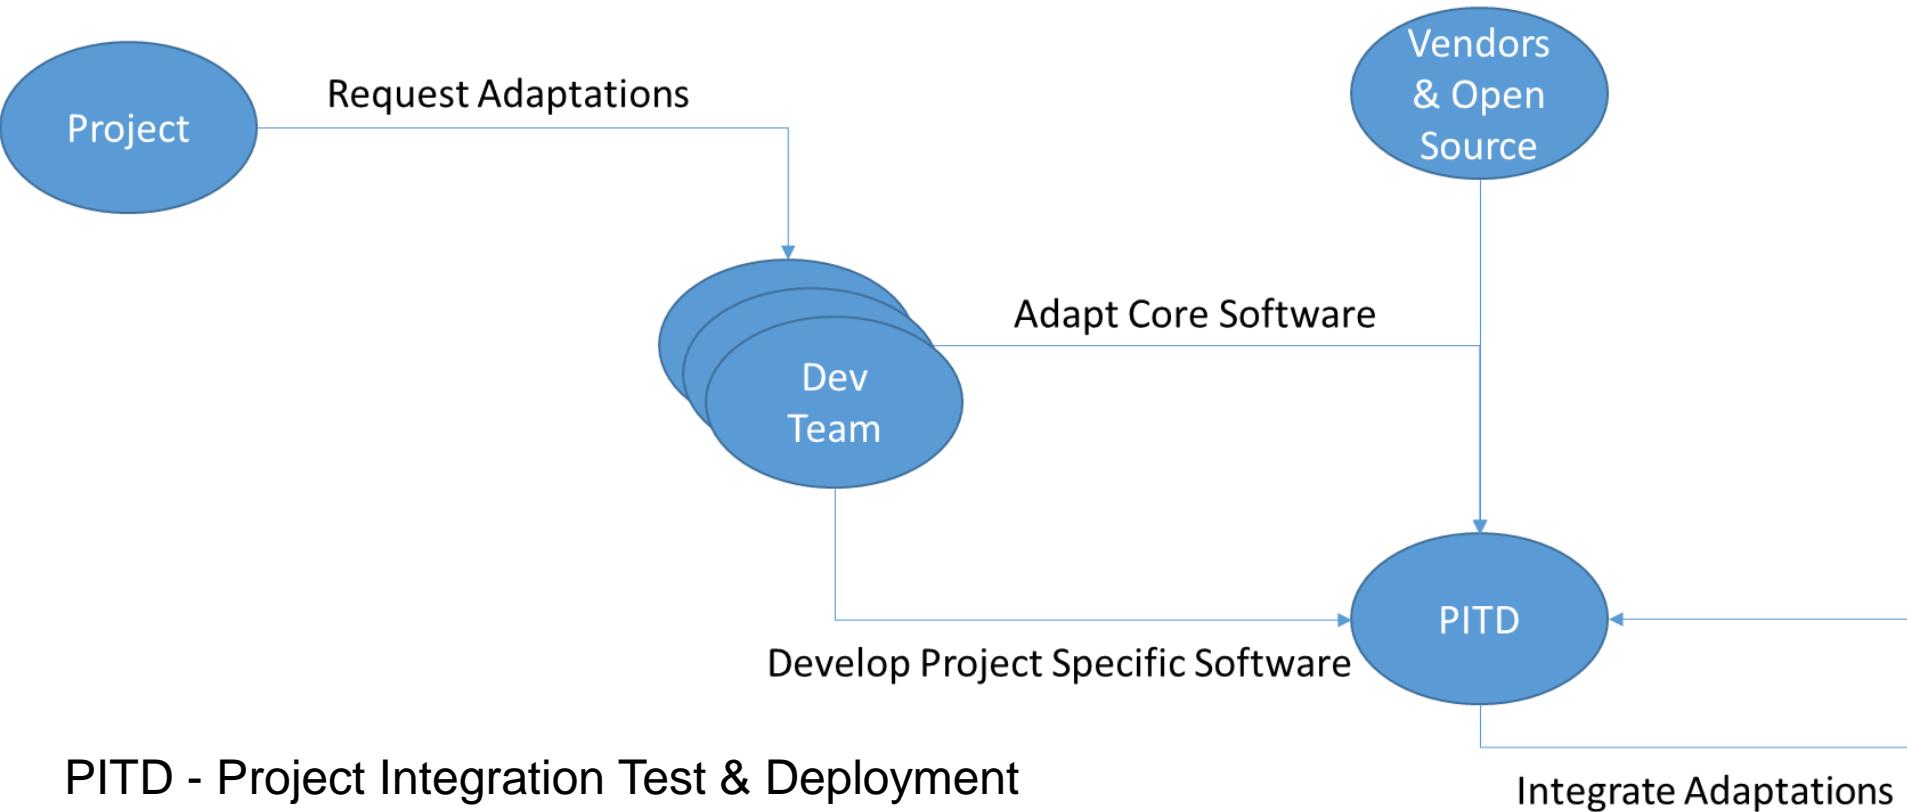 Vendors
& Open
Source
Request Adaptations
Project
Adapt Core Software
Dev
Team
PITD
Develop Project Specific Software
PITD - Project Integration Test & Deployment
Integrate Adaptations